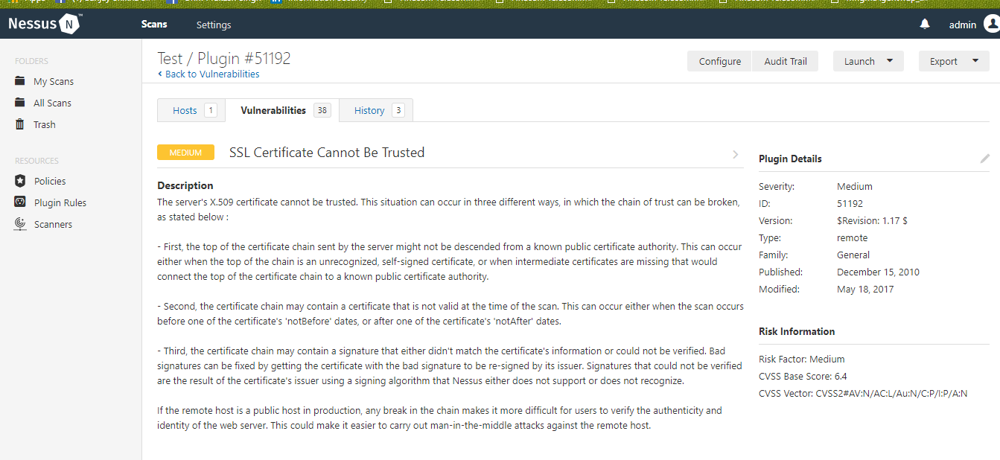 Nessus N ™
Scans
Settings
admin
FOLDERS
My Scans
All Scans
Trash
RESOURCES
Policies
Plugin Rules
Scanners
Test / Plugin #51192
‹ Back to Vulnerabilities
Configure
Audit Trail
Launch
Export
Hosts 1
Vulnerabilities 38
History 3
MEDIUM
SSL Certificate Cannot Be Trusted
Description
The server's X.509 certificate cannot be trusted. This situation can occur in three different ways, in which the chain of trust can be broken,
as stated below :
- First, the top of the certificate chain sent by the server might not be descended from a known public certificate authority. This can occur
either when the top of the chain is an unrecognized, self-signed certificate, or when intermediate certificates are missing that would
connect the top of the certificate chain to a known public certificate authority.
- Second, the certificate chain may contain a certificate that is not valid at the time of the scan. This can occur either when the scan occurs
before one of the certificate's 'notBefore' dates, or after one of the certificate's 'notAfter' dates.
- Third, the certificate chain may contain a signature that either didn't match the certificate's information or could not be verified. Bad
signatures can be fixed by getting the certificate with the bad signature to be re-signed by its issuer. Signatures that could not be verified
are the result of the certificate's issuer using a signing algorithm that Nessus either does not support or does not recognize.
If the remote host is a public host in production, any break in the chain makes it more difficult for users to verify the authenticity and
identity of the web server. This could make it easier to carry out man-in-the-middle attacks against the remote host.
Plugin Details
Severity: Medium
ID: 51192
Version: $Revision: 1.17 $
Type: remote
Family: General
Published: December 15, 2010
Modified: May 18, 2017
Risk Information
Risk Factor: Medium
CVSS Base Score: 6.4
CVSS Vector: CVSS2#AV:N/AC:L/Au:N/C:P/I:P/A:N